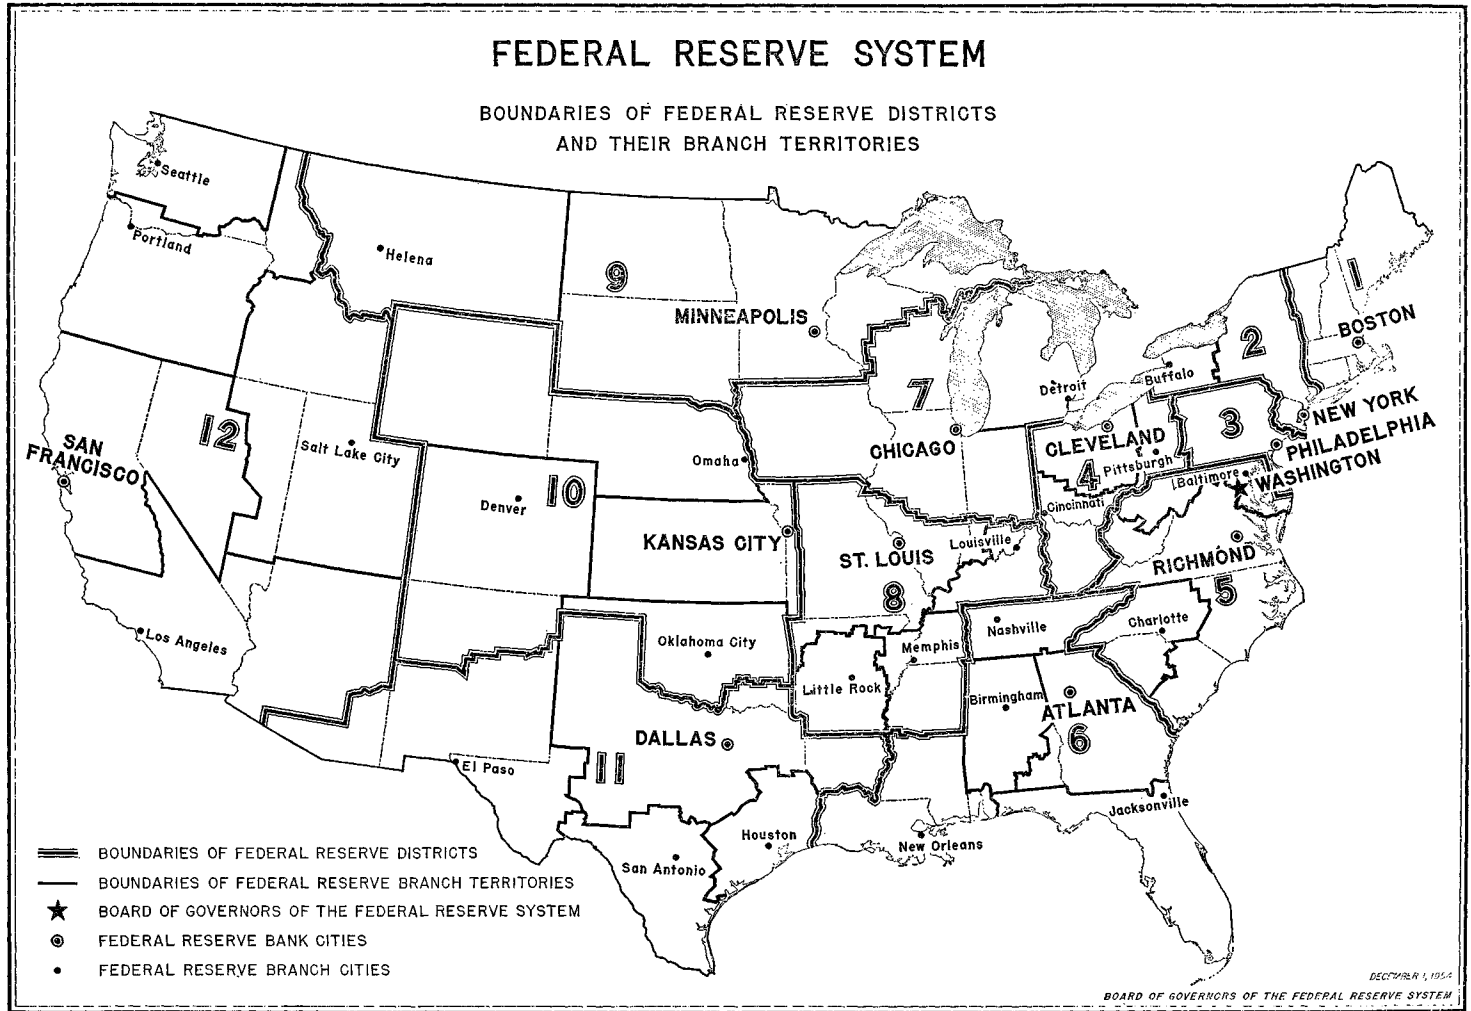 FEDERAL RESERVE SYSTEM
BOUNDARIES OF FEDERAL RESERVE DISTRICTS
AND THEIR BRANCH TERRITORIES
Seattle
Portland
Helena
9
MINNEAPOLIS
1
BOSTON
2
Buffalo
7
Detroit
NEW YORK
3
PHILADELPHIA
12
SAN
FRANCISCO
Salt Lake City
CHICAGO
CLEVELAND
4
Pittsburgh
WASHINGTON
Baltimore
Omaha
Denver
10
Cincinnati
KANSAS CITY
ST. LOUIS
Louisville
RICHMOND
8
5
Los Angeles
Oklahoma City
Nashville
Charlotte
Memphis
Little Rock
Birmingham
ATLANTA
6
DALLAS
11
El Paso
Jacksonville
Houston
New Orleans
San Antonio
BOUNDARIES OF FEDERAL RESERVE DISTRICTS
BOUNDARIES OF FEDERAL RESERVE BRANCH TERRITORIES
BOARD OF GOVERNORS OF THE FEDERAL RESERVE SYSTEM
FEDERAL RESERVE BANK CITIES
FEDERAL RESERVE BRANCH CITIES
DECEMBER 1, 1954
BOARD OF GOVERNORS OF THE FEDERAL RESERVE SYSTEM